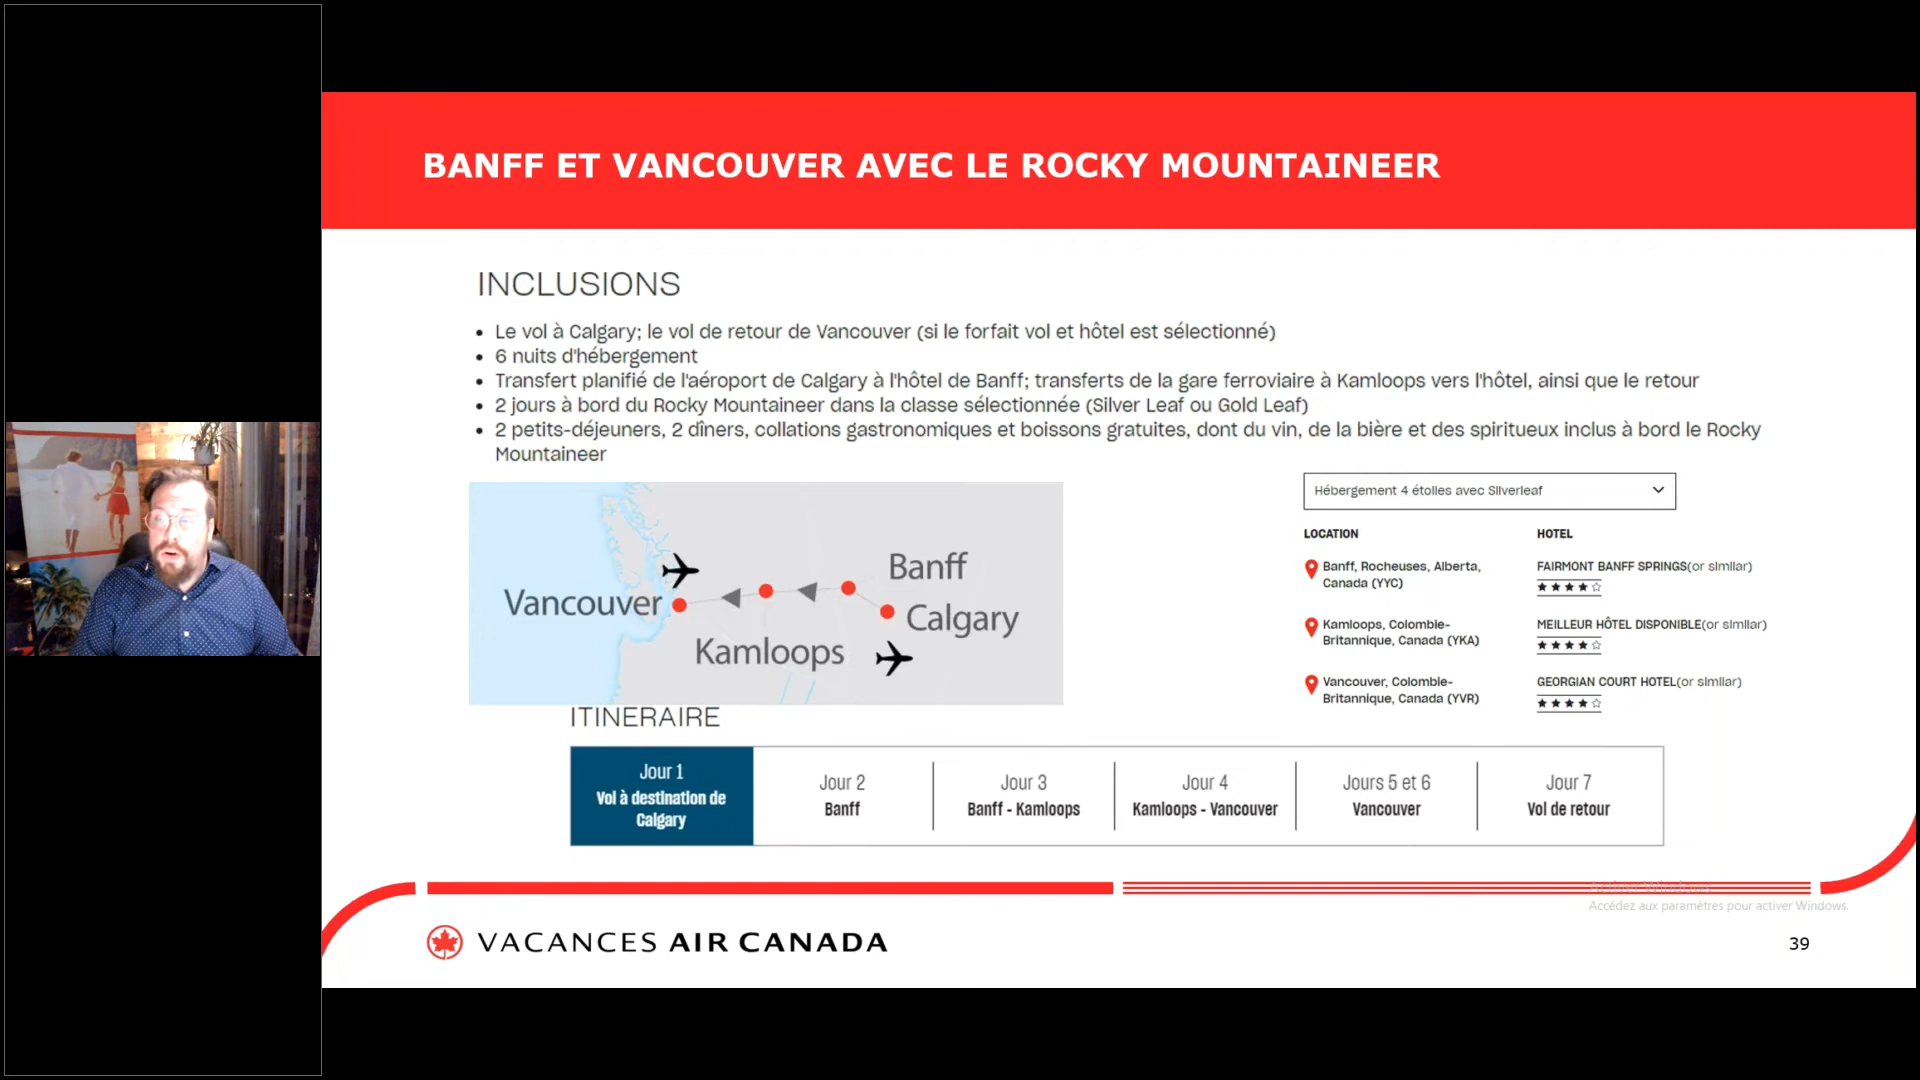 BANFF ET VANCOUVER AVEC LE ROCKY MOUNTAINEER
INCLUSIONS
• Le vol à Calgary; le vol de retour de Vancouver (si le forfait vol et hôtel est sélectionné)
• 6 nuits d'hébergement
• Transfert planifié de l'aéroport de Calgary à l'hôtel de Banff; transferts de la gare ferroviaire à Kamloops vers l'hôtel, ainsi que le retour
• 2 jours à bord du Rocky Mountaineer dans la classe sélectionnée (Silver Leaf ou Gold Leaf)
• 2 petits-déjeuners, 2 dîners, collations gastronomiques et boissons gratuites, dont du vin, de la bière et des spiritueux inclus à bord le Rocky
Mountaineer
Vancouver
Kamloops
Banff
Calgary
Hébergement 4 étoiles avec Silverleaf
LOCATION
HOTEL
Banff, Rocheuses, Alberta,
Canada (YYC)
FAIRMONT BANFF SPRINGS(or similar)
Kamloops, Colombie-
Britannique, Canada (YKA)
MEILLEUR HÔTEL DISPONIBLE(or similar)
Vancouver, Colombie-
Britannique, Canada (YVR)
GEORGIAN COURT HOTEL(or similar)
ITINERAIRE
Jour 1
Vol à destination de
Calgary
Jour 2
Banff
Jour 3
Banff - Kamloops
Jour 4
Kamloops - Vancouver
Jours 5 et 6
Vancouver
Jour 7
Vol de retour
Activer Windows
Accédez aux paramètres pour activer Windows.
VACANCES AIR CANADA
39